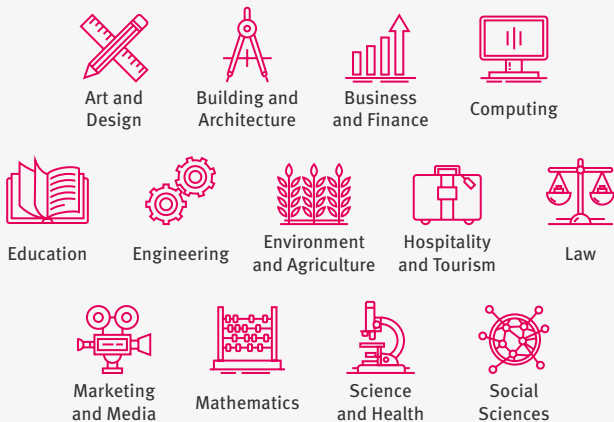 Art and
Design
Building and
Architecture
Business
and Finance
Computing
Education
Engineering
Environment
and Agriculture
Hospitality
and Tourism
Law
Marketing
and Media
Mathematics
Science
and Health
Social
Sciences